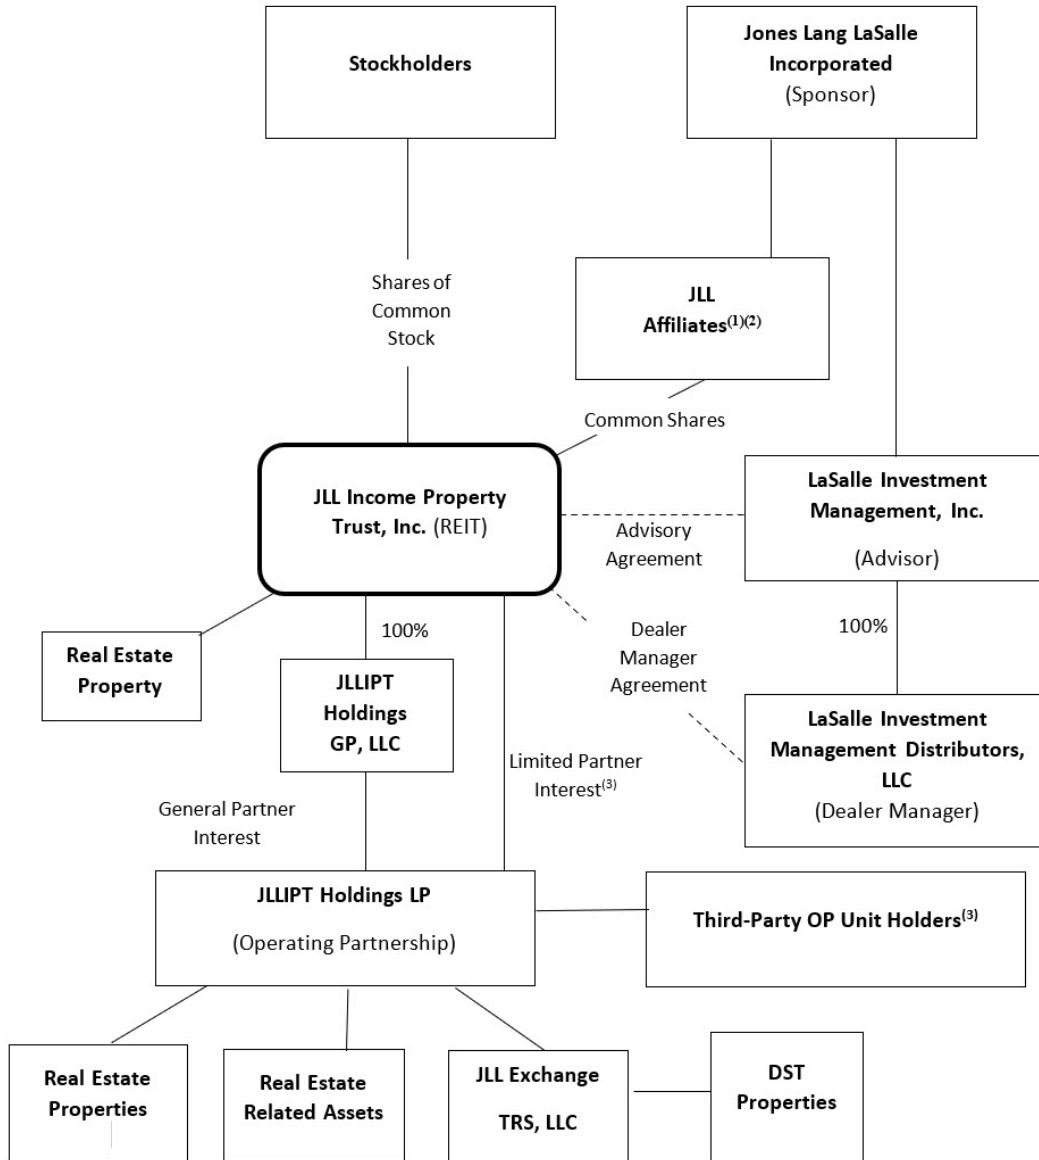 Stockholders
Jones Lang LaSalle
Incorporated
(Sponsor)
Shares of
Common
Stock
JLL
Affiliates(1)(2)
Common Shares
JLL Income Property
Trust, Inc. (REIT)
Advisory
Agreement
LaSalle Investment
Management, Inc.
(Advisor)
100%
100%
Real Estate
Property
JLLIPT
Holdings
GP, LLC
Dealer
Manager
Agreement
LaSalle Investment
Management Distributors,
LLC
(Dealer Manager)
Limited Partner
Interest(3)
General Partner
Interest
JLLIPT Holdings LP
(Operating Partnership)
Third-Party OP Unit Holders(3)
Real Estate
Properties
Real Estate
Related Assets
JLL Exchange
TRS, LLC
DST
Properties